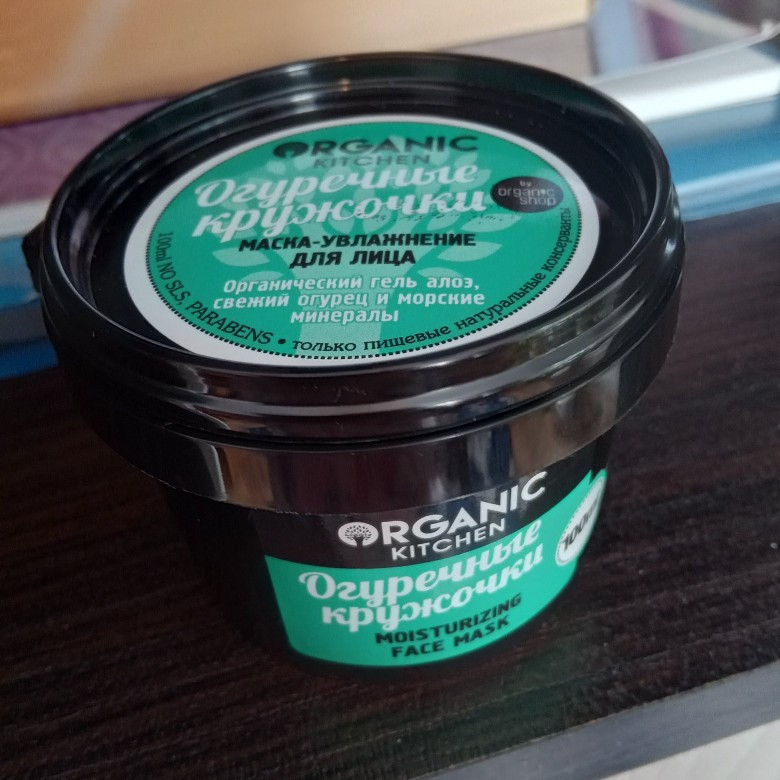 ORGANIC
KITCHEN
Огуречные
кружочки
by
organic
shop
МАСКА-УВЛАЖНЕНИЕ
ДЛЯ ЛИЦА
Органический гель алоэ,
свежий огурец и морские
минералы
100ml NO SLS, PARABENS • только пищевые натуральные консерванты
ORGANIC
KITCHEN
Огуречные
кружочки
100ml
MOISTURIZING
FACE MASK